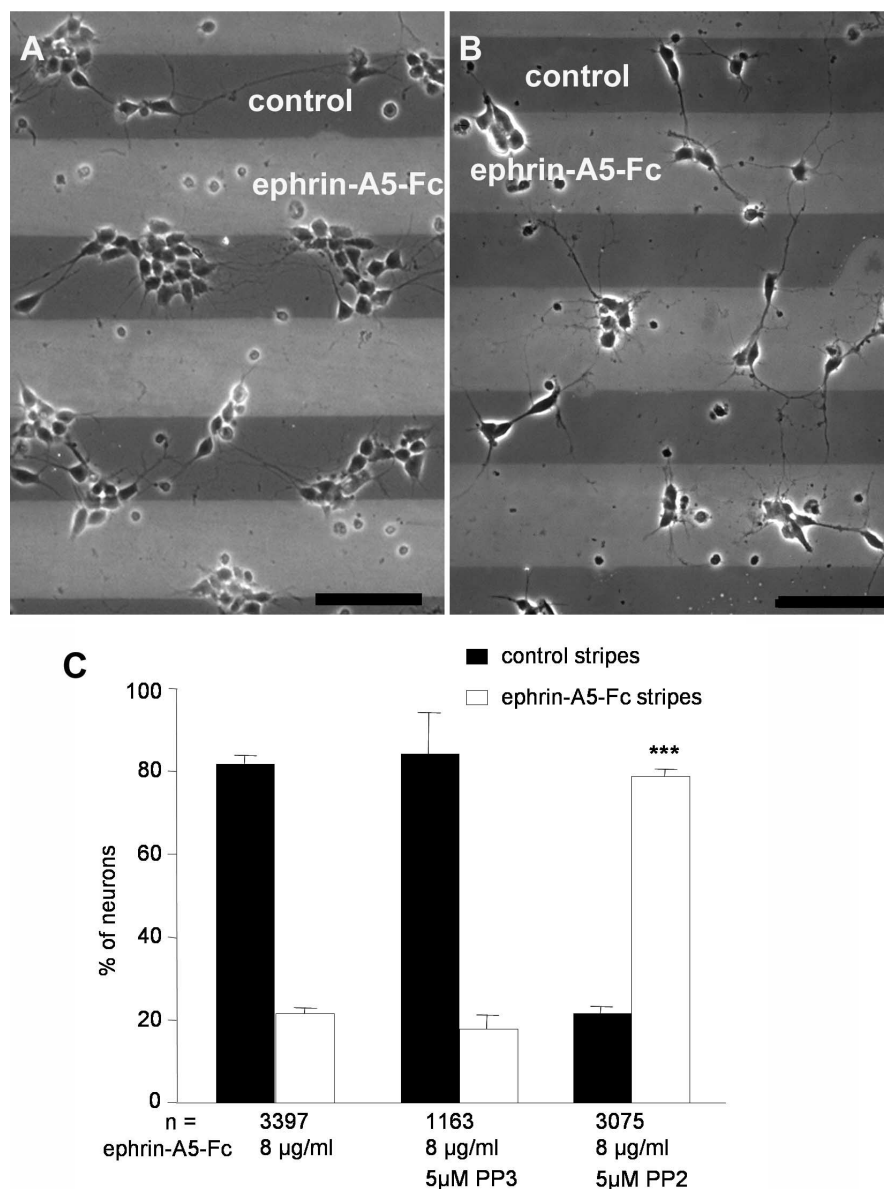 A
control
ephrin-A5-Fc
B
control
ephrin-A5-Fc
C
control stripes
ephrin-A5-Fc stripes
100
80
60
40
20
0
% of neurons
***
n = 3397 1163 3075
ephrin-A5-Fc 8 µg/ml 8 µg/ml 8 µg/ml
5µM PP3 5µM PP2